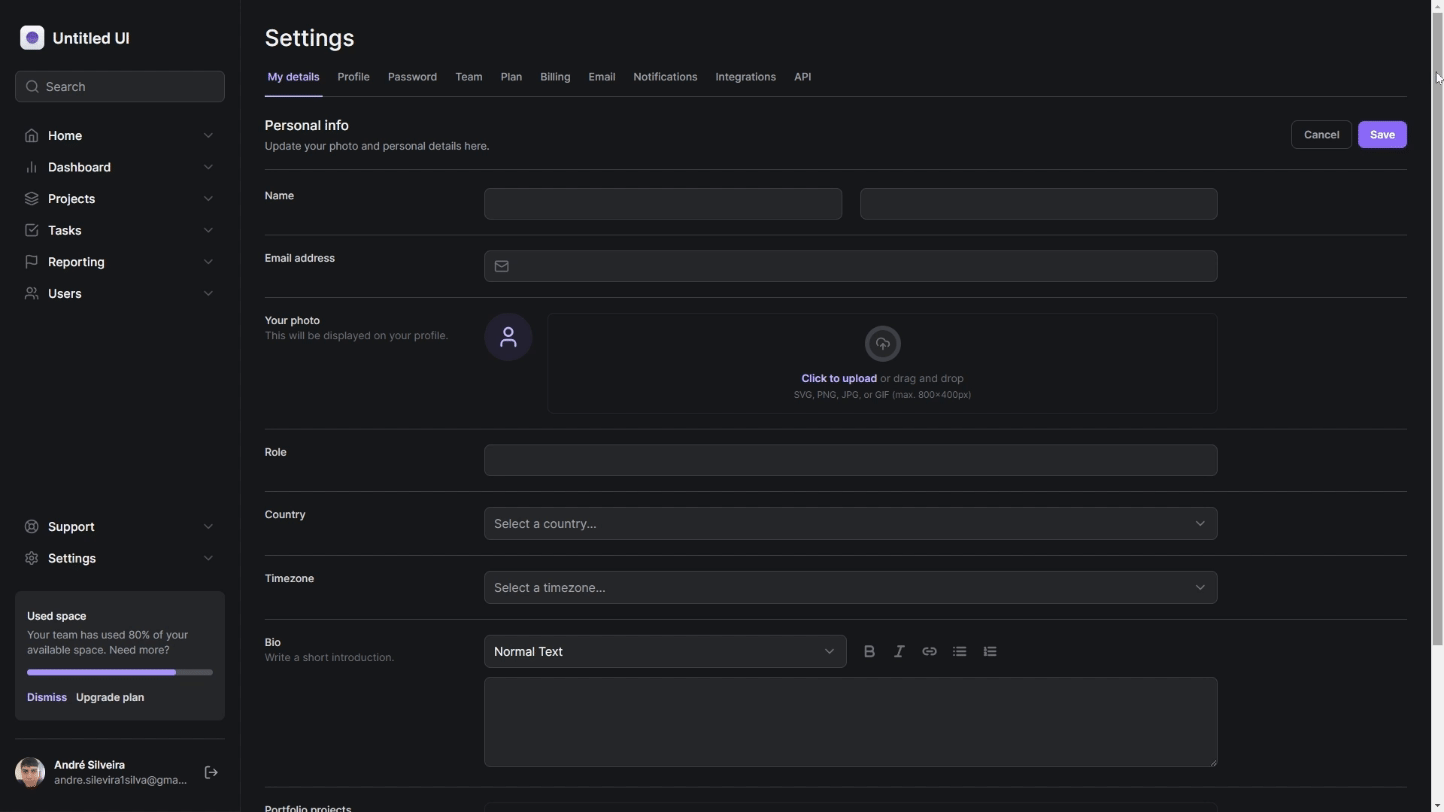 Untitled UI
Search
Home
Dashboard
Projects
Tasks
Reporting
Users
Support
Settings
Used space
Your team has used 80% of your
available space. Need more?
Dismiss Upgrade plan
André Silveira
andre.silevira1silva@gma...
Settings
My details Profile Password Team Plan Billing Email Notifications Integrations API
Personal info
Update your photo and personal details here.
Cancel Save
Name
Email address
Your photo
This will be displayed on your profile.
Click to upload or drag and drop
SVG, PNG, JPG, or GIF (max. 800×400px)
Role
Country
Select a country...
Timezone
Select a timezone...
Bio
Write a short introduction.
Normal Text
Portfolio projects